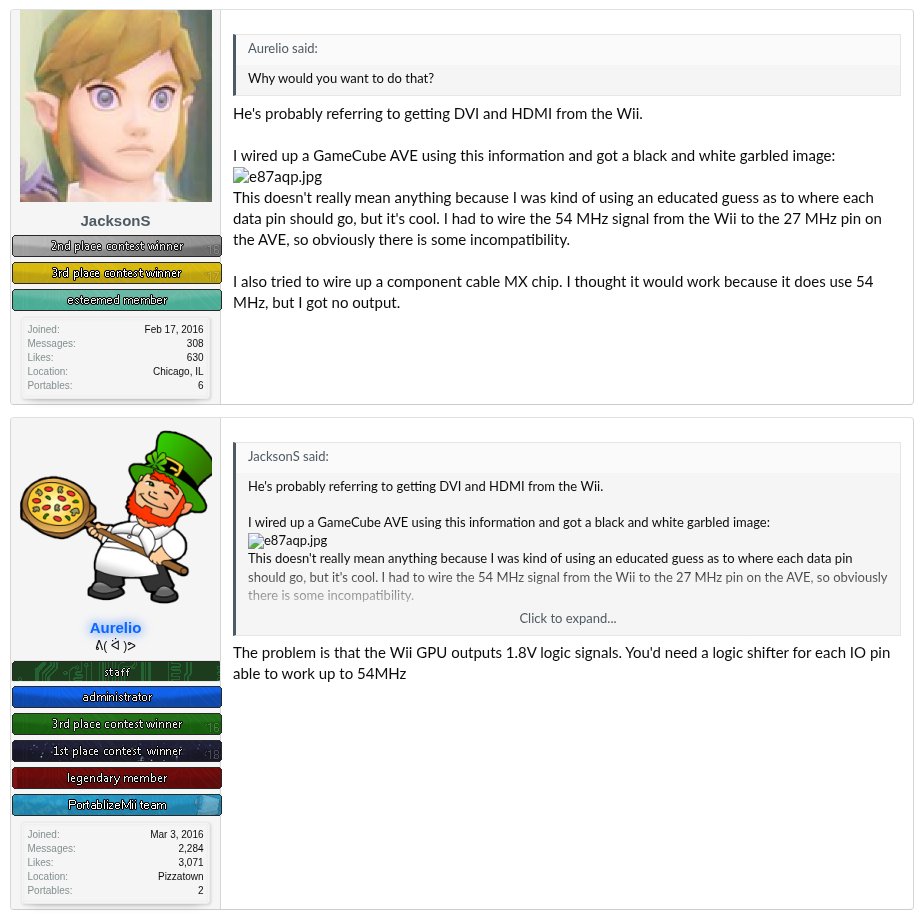 Aurelio said:
Why would you want to do that?
He's probably referring to getting DVI and HDMI from the Wii.
I wired up a GameCube AVE using this information and got a black and white garbled image:
e87aqp.jpg
This doesn't really mean anything because I was kind of using an educated guess as to where each
data pin should go, but it's cool. I had to wire the 54 MHz signal from the Wii to the 27 MHz pin on
the AVE, so obviously there is some incompatibility.
I also tried to wire up a component cable MX chip. I thought it would work because it does use 54
MHz, but I got no output.
JacksonS
2nd place contest winner '16
3rd place contest winner '17
esteemed member
Joined: Feb 17, 2016
Messages: 308
Likes: 630
Location: Chicago, IL
Portables: 6
JacksonS said:
He's probably referring to getting DVI and HDMI from the Wii.
I wired up a GameCube AVE using this information and got a black and white garbled image:
e87aqp.jpg
This doesn't really mean anything because I was kind of using an educated guess as to where each data pin
should go, but it's cool. I had to wire the 54 MHz signal from the Wii to the 27 MHz pin on the AVE, so obviously
there is some incompatibility.
Click to expand...
The problem is that the Wii GPU outputs 1.8V logic signals. You'd need a logic shifter for each IO pin
able to work up to 54MHz
Aurelio
staff
administrator
3rd place contest winner '16
1st place contest winner '18
legendary member
PortablizeMii team
Joined: Mar 3, 2016
Messages: 2,284
Likes: 3,071
Location: Pizzatown
Portables: 2